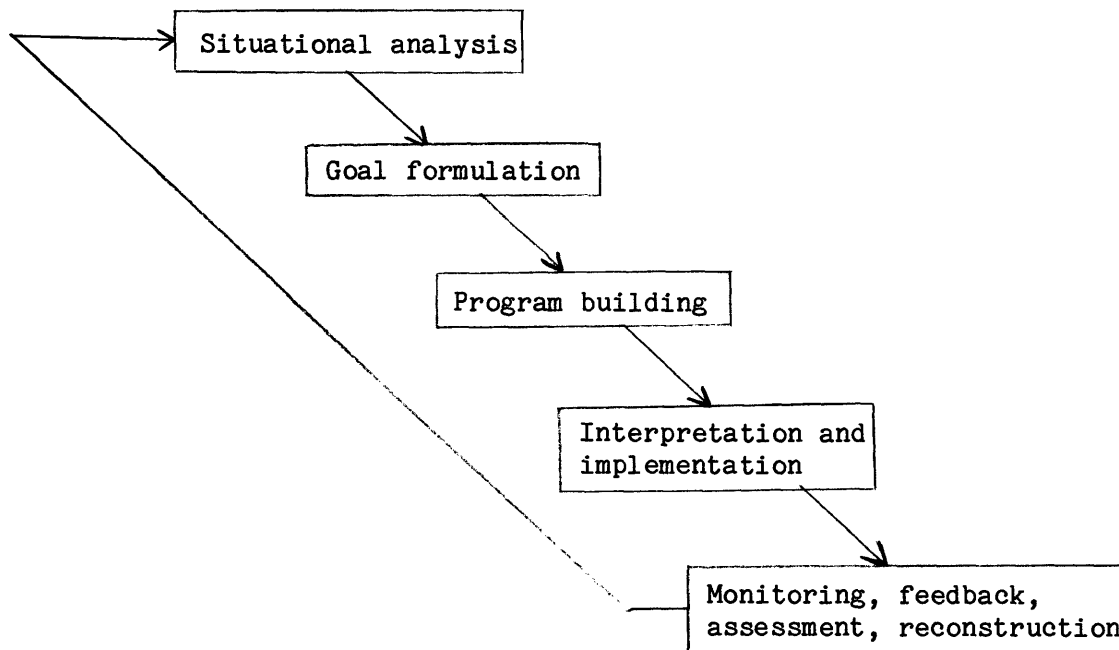 Situational analysis
Goal formulation
Program building
Interpretation and
implementation
Monitoring, feedback,
assessment, reconstruction